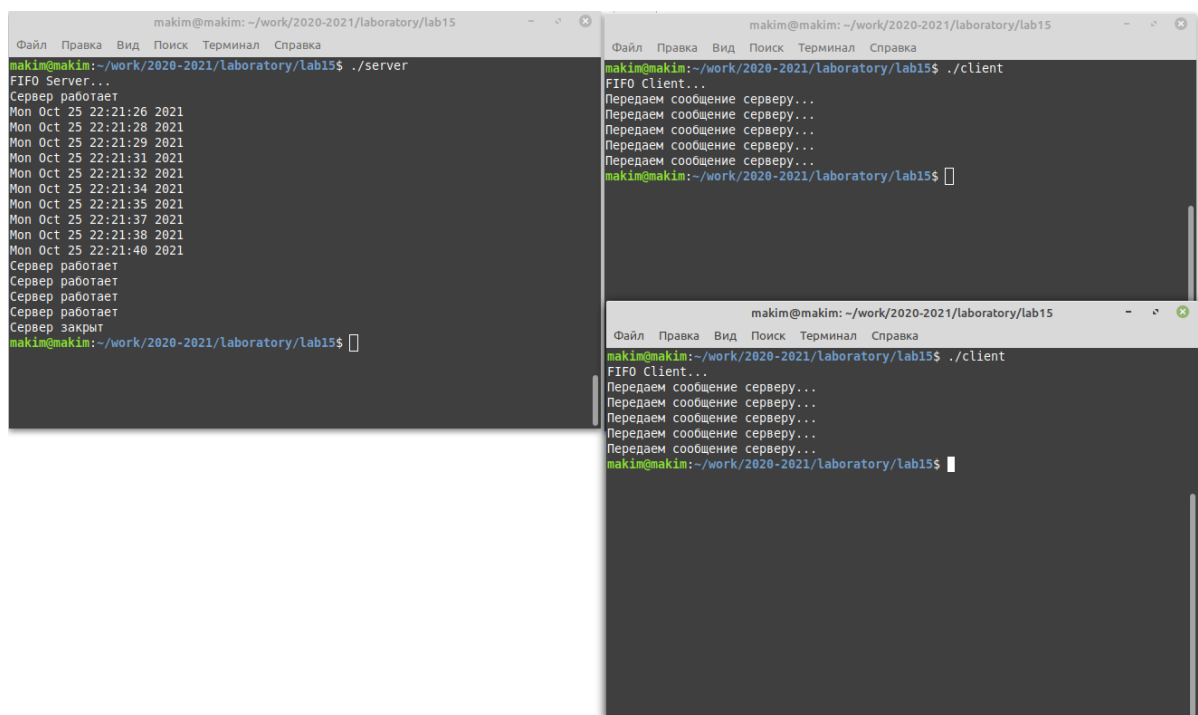 makim@makim: ~/work/2020-2021/laboratory/lab15
Файл Правка Вид Поиск Терминал Справка
makim@makim:~/work/2020-2021/laboratory/lab15$ ./server
FIFO Server...
Сервер работает
Mon Oct 25 22:21:26 2021
Mon Oct 25 22:21:28 2021
Mon Oct 25 22:21:29 2021
Mon Oct 25 22:21:31 2021
Mon Oct 25 22:21:32 2021
Mon Oct 25 22:21:34 2021
Mon Oct 25 22:21:35 2021
Mon Oct 25 22:21:37 2021
Mon Oct 25 22:21:38 2021
Mon Oct 25 22:21:40 2021
Сервер работает
Сервер работает
Сервер работает
Сервер работает
Сервер закрыт
makim@makim:~/work/2020-2021/laboratory/lab15$
makim@makim: ~/work/2020-2021/laboratory/lab15
Файл Правка Вид Поиск Терминал Справка
makim@makim:~/work/2020-2021/laboratory/lab15$ ./client
FIFO Client...
Передаем сообщение серверу...
Передаем сообщение серверу...
Передаем сообщение серверу...
Передаем сообщение серверу...
Передаем сообщение серверу...
makim@makim:~/work/2020-2021/laboratory/lab15$
makim@makim: ~/work/2020-2021/laboratory/lab15
Файл Правка Вид Поиск Терминал Справка
makim@makim:~/work/2020-2021/laboratory/lab15$ ./client
FIFO Client...
Передаем сообщение серверу...
Передаем сообщение серверу...
Передаем сообщение серверу...
Передаем сообщение серверу...
Передаем сообщение серверу...
makim@makim:~/work/2020-2021/laboratory/lab15$